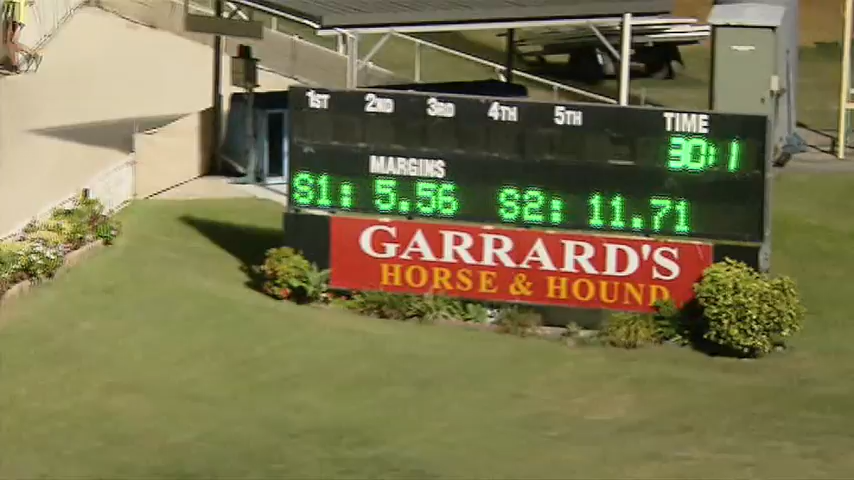 1ST 2ND 3RD 4TH 5TH TIME
30:1
MARGINS
S1: 5.56 S2: 11.71
GARRARD'S
HORSE & HOUND